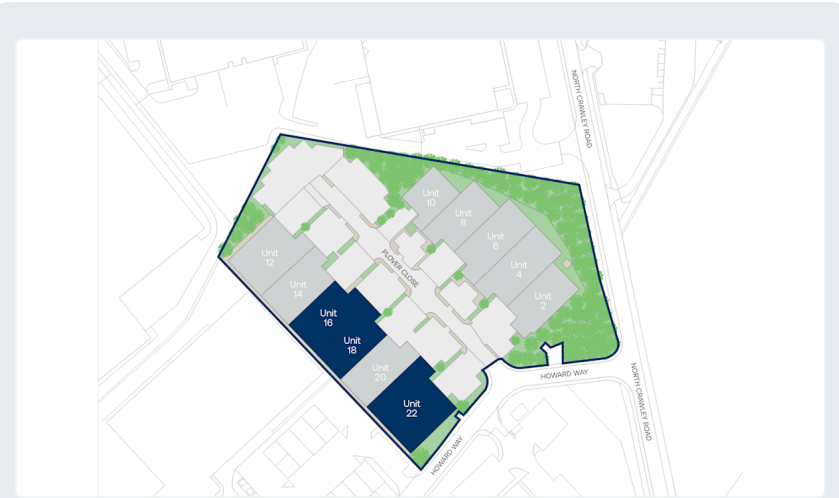 NORTH CRAWLEY ROAD
Unit
10
Unit
8
Unit
6
Unit
4
Unit
2
PLOVER CLOSE
Unit
12
Unit
14
Unit
16
Unit
18
Unit
20
Unit
22
HOWARD WAY
NORTH CRAWLEY ROAD
HOWARD WAY